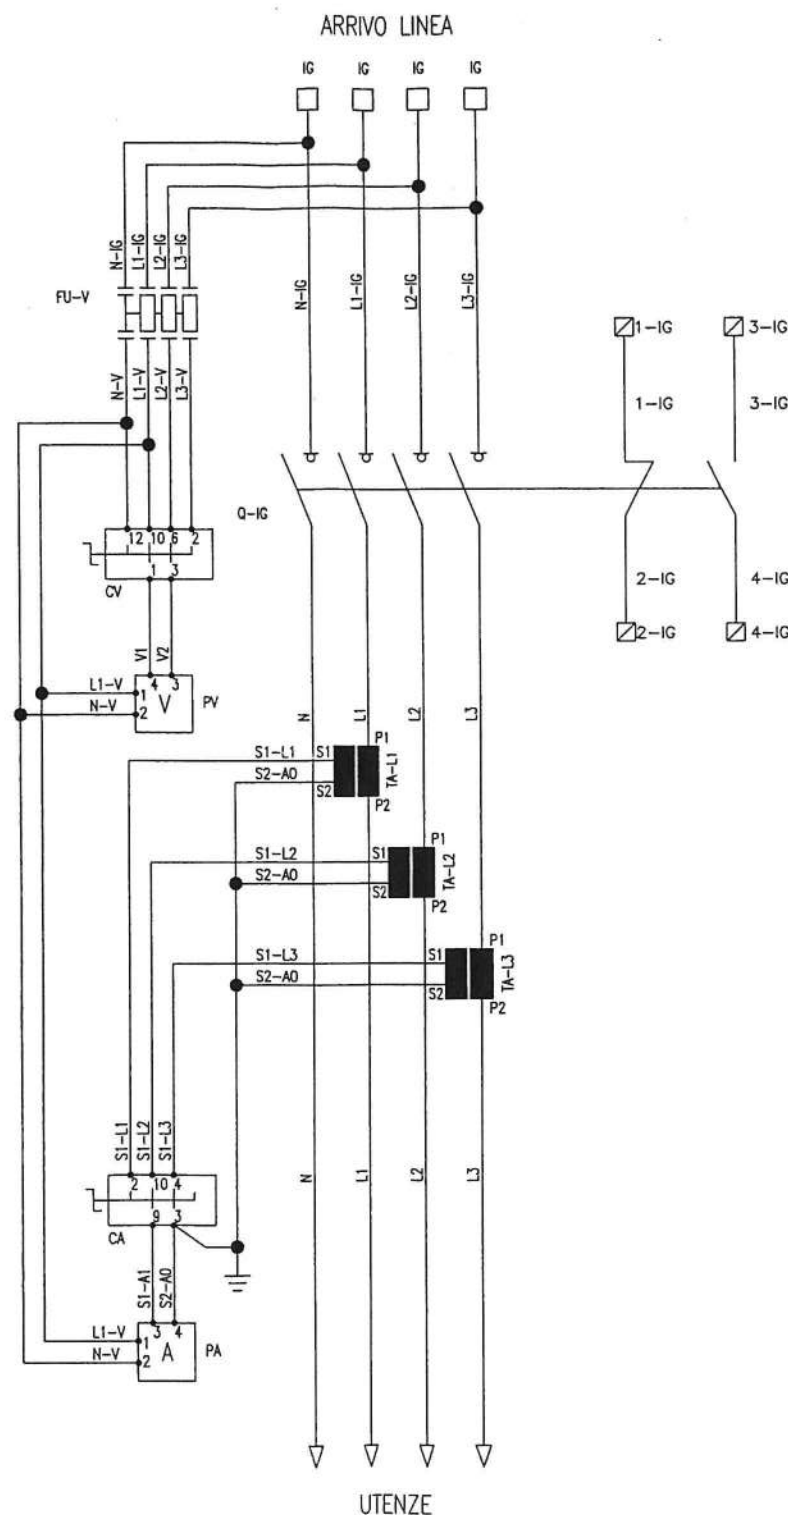 ARRIVO LINEA
IG IG IG IG
N-IG L1-IG L2-IG L3-IG
FU-V
N-IG L1-IG L2-IG L3-IG
1-IG 3-IG
1-IG 3-IG
N-V L1-V L2-V L3-V
Q-IG
12 10 6 2
1 3
CV
2-IG 4-IG
2-IG 4-IG
V1 V2
4 3
L1-V 1 V PV
N-V 2
N L1 L2 L3
P1
S1-L1 S1
TA-L1
S2-A0 S2
P2
P1
S1-L2 S1
TA-L2
S2-A0 S2
P2
P1
S1-L3 S1
TA-L3
S2-A0 S2
P2
S1-L1 S1-L2 S1-L3
N L1 L2 L3
2 10 4
9 3
CA
S1-A1 S2-A0
3 4
L1-V 1 A PA
N-V 2
UTENZE